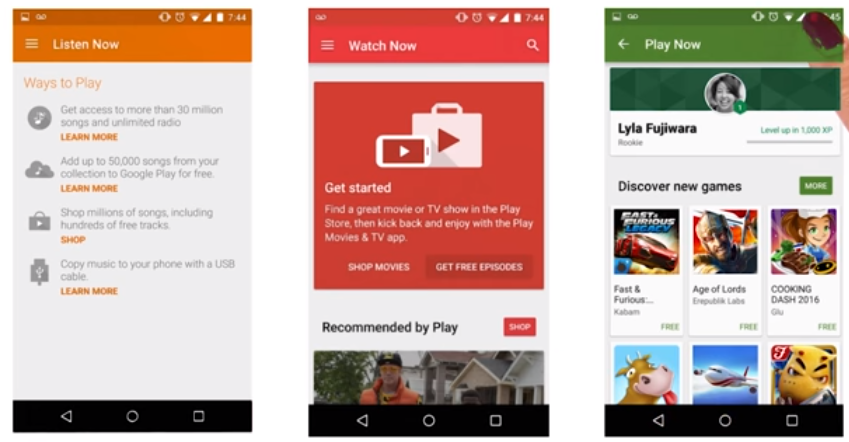 7:44
Listen Now
Ways to Play
Get access to more than 30 million
songs and unlimited radio
LEARN MORE
Add up to 50,000 songs from your
collection to Google Play for free.
LEARN MORE
Shop millions of songs, including
hundreds of free tracks.
SHOP
Copy music to your phone with a USB
cable.
LEARN MORE
7:44
Watch Now
Get started
Find a great movie or TV show in the Play
Store, then kick back and enjoy with the Play
Movies & TV app.
SHOP MOVIES GET FREE EPISODES
Recommended by Play SHOP
45
Play Now
1
Lyla Fujiwara Level up in 1,000 XP
Rookie
Discover new games MORE
FAST & FURIOUS LEGACY
Fast & Age of Lords COOKING
Furious:... Erepublik Labs DASH 2016
Kabam Glu
FREE FREE FREE